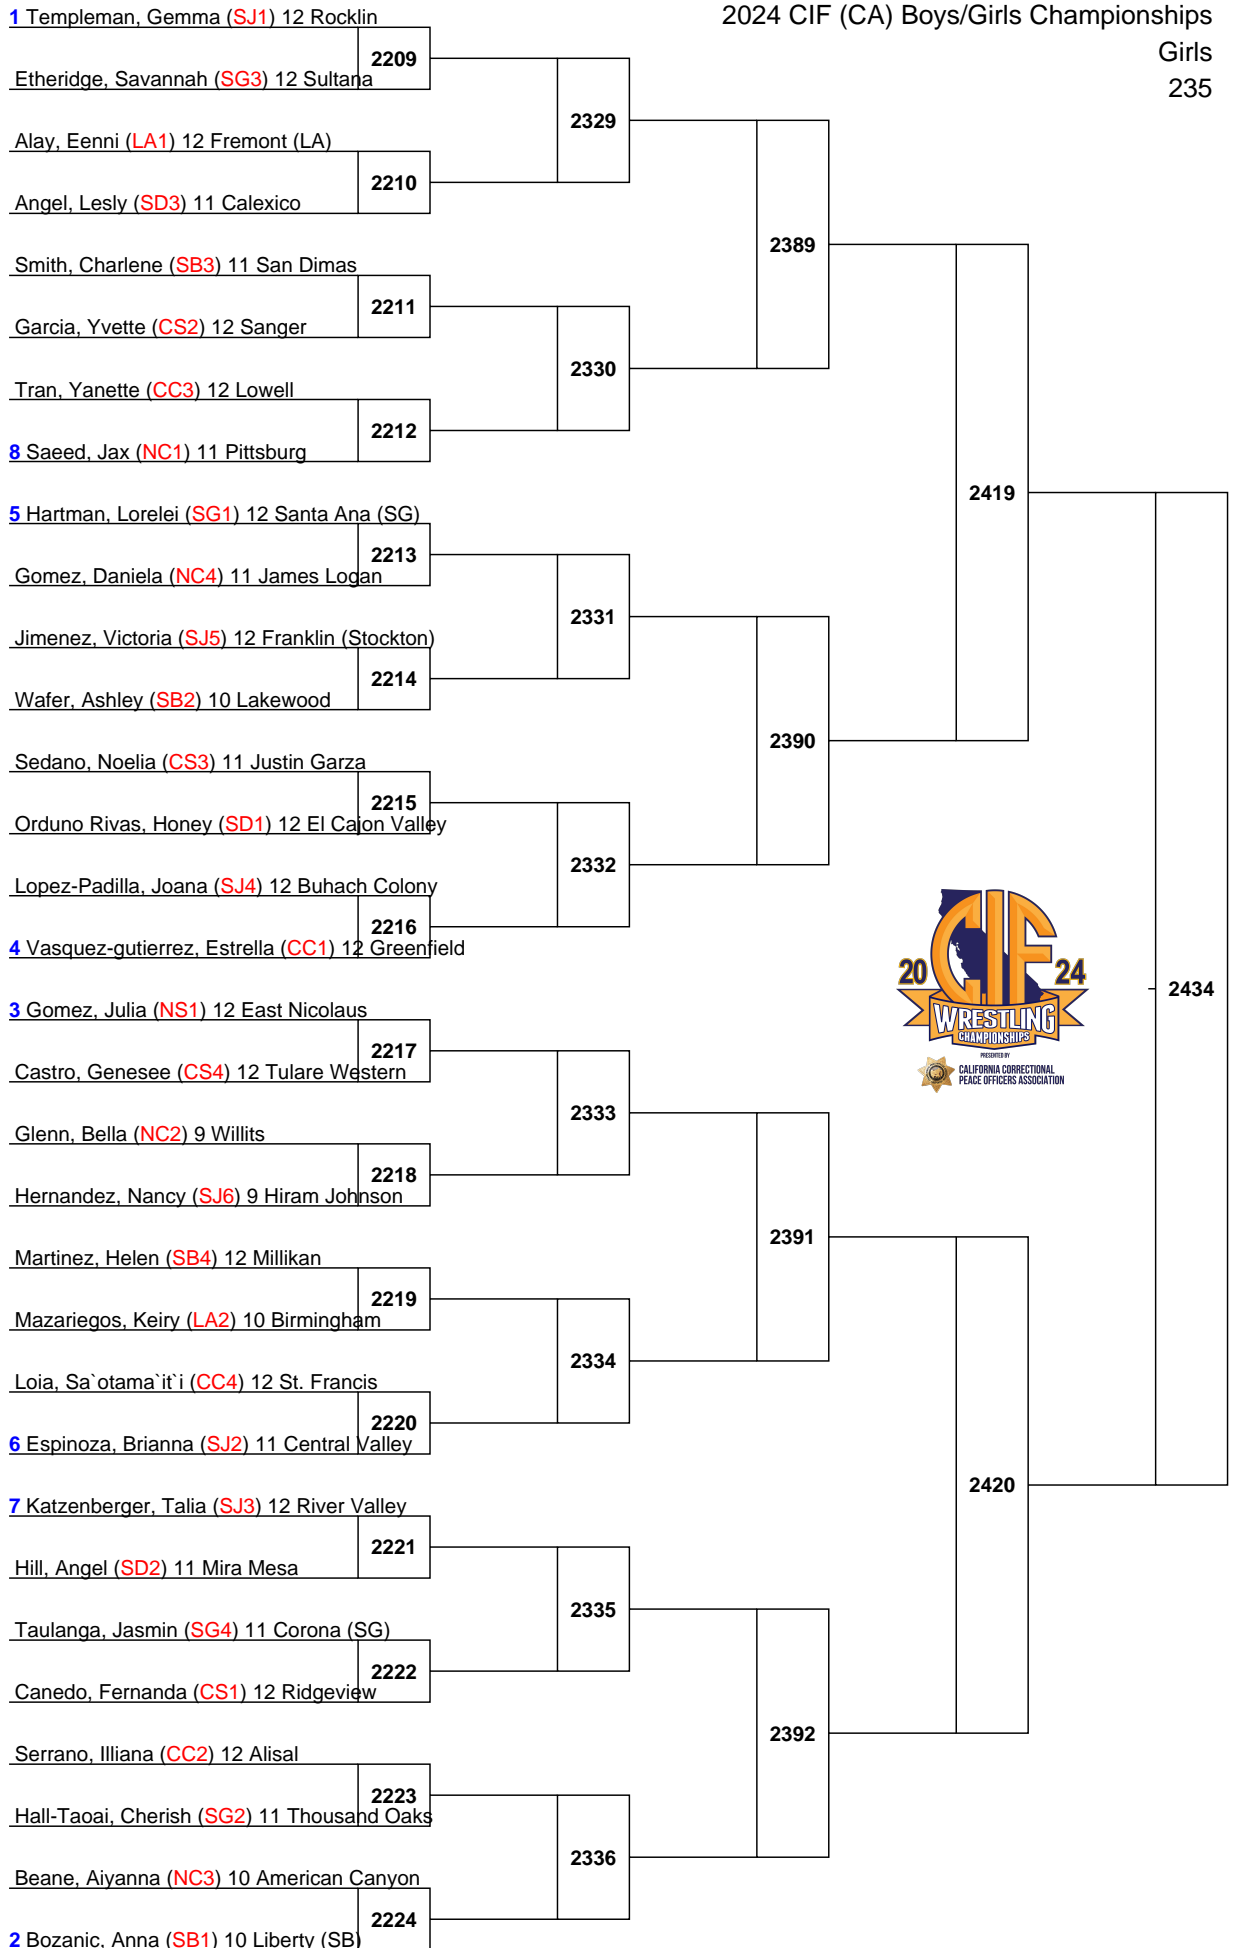 2024 CIF (CA) Boys/Girls Championships
Girls
235
1 Templeman, Gemma (SJ1) 12 Rocklin
2209
Etheridge, Savannah (SG3) 12 Sultana
2329
Alay, Eenni (LA1) 12 Fremont (LA)
2210
Angel, Lesly (SD3) 11 Calexico
2389
Smith, Charlene (SB3) 11 San Dimas
2211
Garcia, Yvette (CS2) 12 Sanger
2330
Tran, Yanette (CC3) 12 Lowell
2212
8 Saeed, Jax (NC1) 11 Pittsburg
2419
5 Hartman, Lorelei (SG1) 12 Santa Ana (SG)
2213
Gomez, Daniela (NC4) 11 James Logan
2331
Jimenez, Victoria (SJ5) 12 Franklin (Stockton)
2214
Wafer, Ashley (SB2) 10 Lakewood
2390
Sedano, Noelia (CS3) 11 Justin Garza
2215
Orduno Rivas, Honey (SD1) 12 El Cajon Valley
2332
Lopez-Padilla, Joana (SJ4) 12 Buhach Colony
2216
4 Vasquez-gutierrez, Estrella (CC1) 12 Greenfield
20 CIF 24
WRESTLING
CHAMPIONSHIPS
PRESENTED BY
CALIFORNIA CORRECTIONAL
PEACE OFFICERS ASSOCIATION
2434
3 Gomez, Julia (NS1) 12 East Nicolaus
2217
Castro, Genesee (CS4) 12 Tulare Western
2333
Glenn, Bella (NC2) 9 Willits
2218
Hernandez, Nancy (SJ6) 9 Hiram Johnson
2391
Martinez, Helen (SB4) 12 Millikan
2219
Mazariegos, Keiry (LA2) 10 Birmingham
2334
Loia, Sa`otama`it`i (CC4) 12 St. Francis
2220
6 Espinoza, Brianna (SJ2) 11 Central Valley
2420
7 Katzenberger, Talia (SJ3) 12 River Valley
2221
Hill, Angel (SD2) 11 Mira Mesa
2335
Taulanga, Jasmin (SG4) 11 Corona (SG)
2222
Canedo, Fernanda (CS1) 12 Ridgeview
2392
Serrano, Illiana (CC2) 12 Alisal
2223
Hall-Taoai, Cherish (SG2) 11 Thousand Oaks
2336
Beane, Aiyanna (NC3) 10 American Canyon
2224
2 Bozanic, Anna (SB1) 10 Liberty (SB)